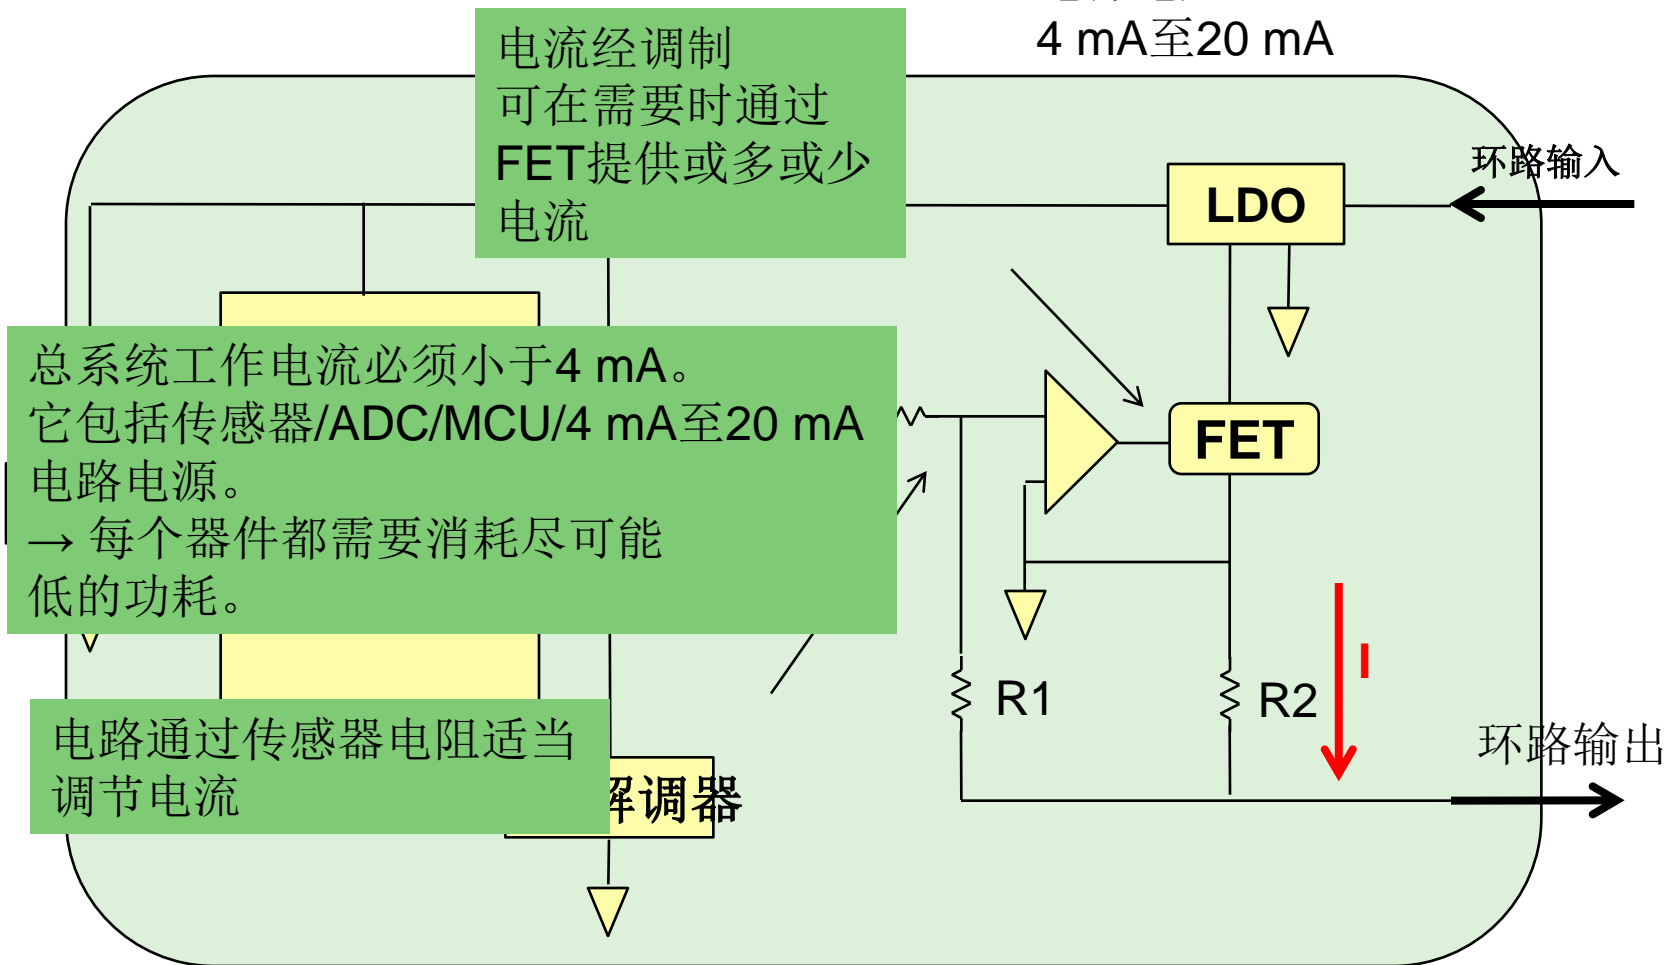 4 mA至20 mA
电流经调制
可在需要时通过
FET提供或多或少
电流
环路输入
LDO
总系统工作电流必须小于4 mA。
它包括传感器/ADC/MCU/4 mA至20 mA
电路电源。
→ 每个器件都需要消耗尽可能
低的功耗。
FET
I
R1
R2
环路输出
电路通过传感器电阻适当
调节电流
解调器